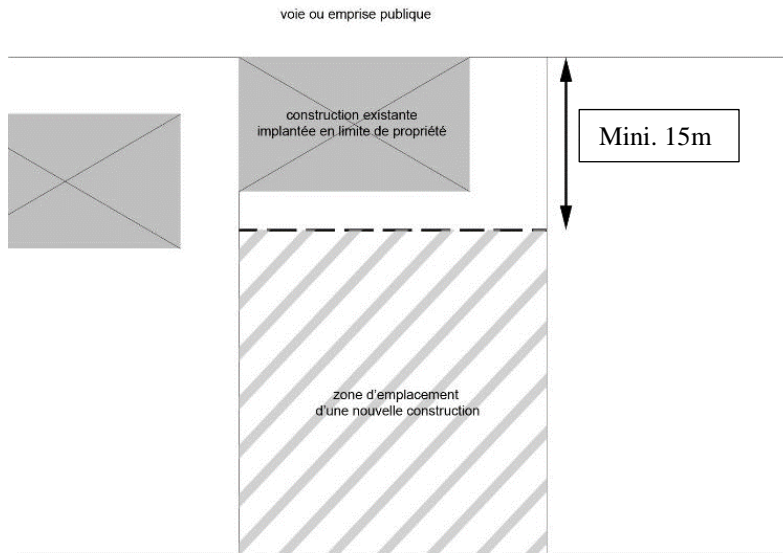 voie ou emprise publique
construction existante
implantée en limite de propriété
Mini. 15m
zone d'emplacement
d'une nouvelle construction